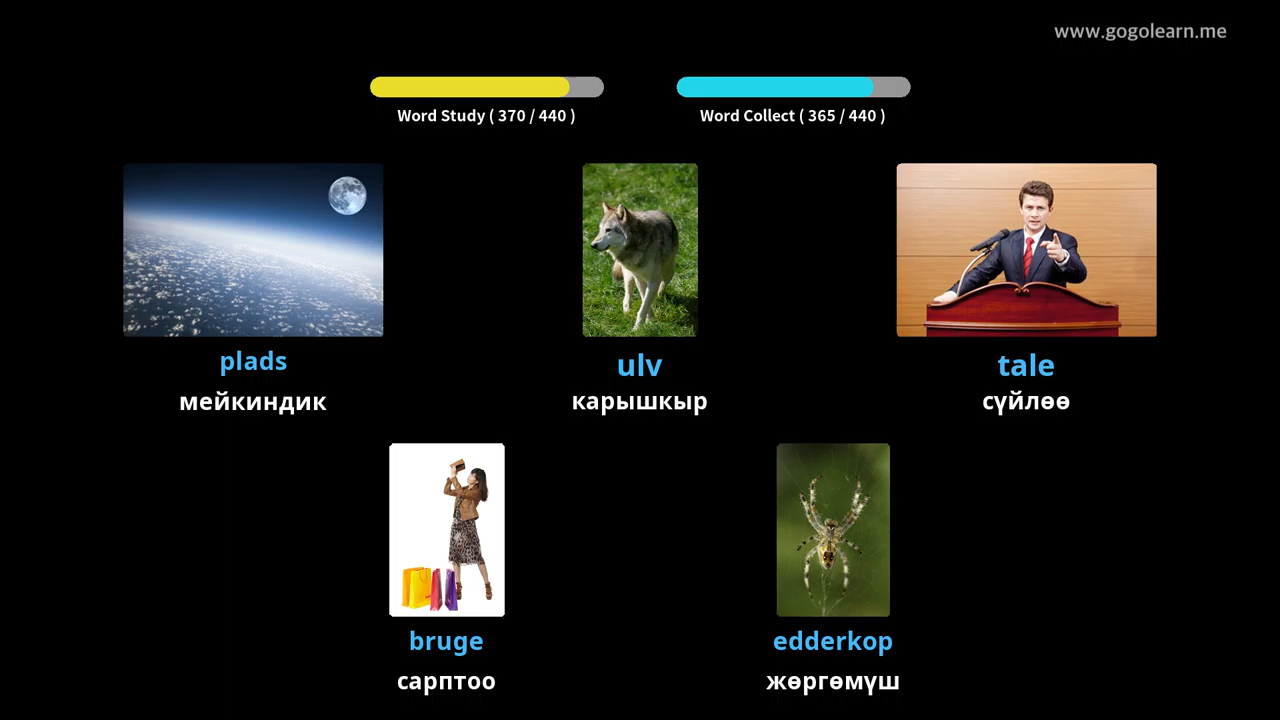 www.gogolearn.me
Word Study ( 370 / 440 )
Word Collect ( 365 / 440 )
plads
ulv
tale
мейкиндик
карышкыр
сүйлөө
bruge
edderkop
сарптоо
жөргөмүш